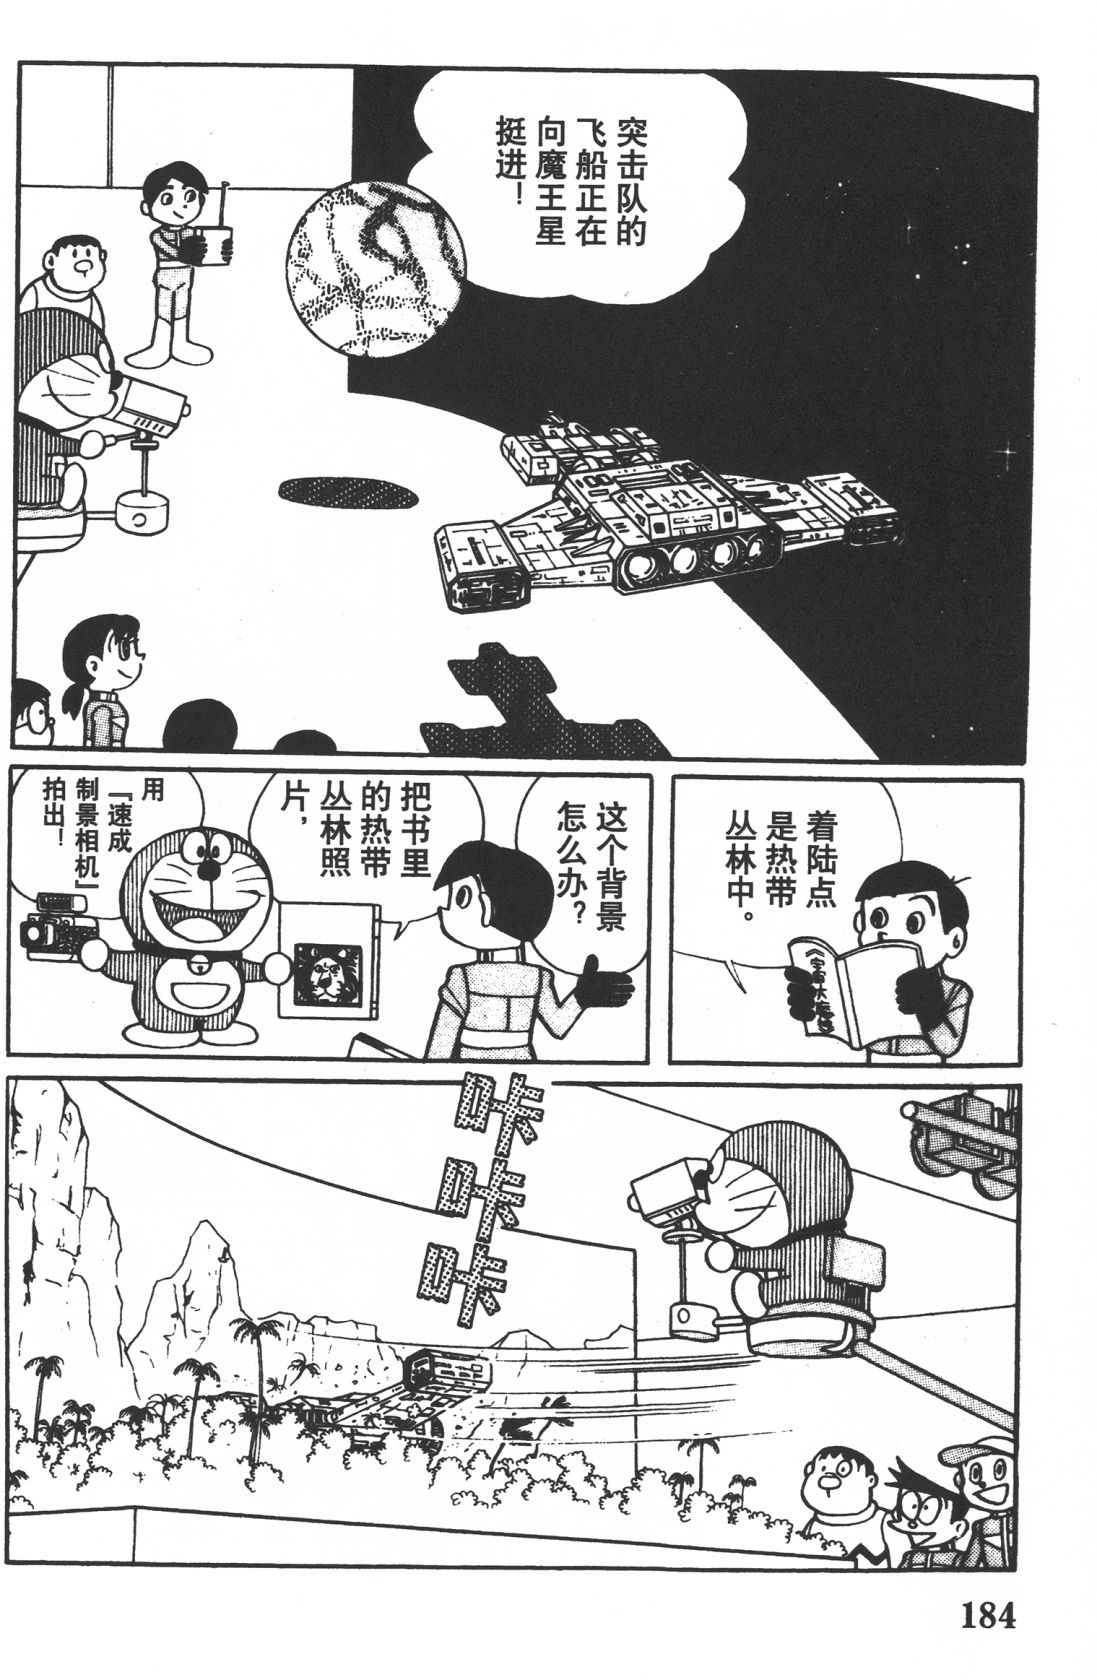 突击队的
飞船正在
向魔王星
挺进！
着陆点
是热带
丛林中。
这个背景
怎么办？
把书里
的热带
丛林照
片，
用
『速成
制景相机』
拍出！
咔
咔
咔
184